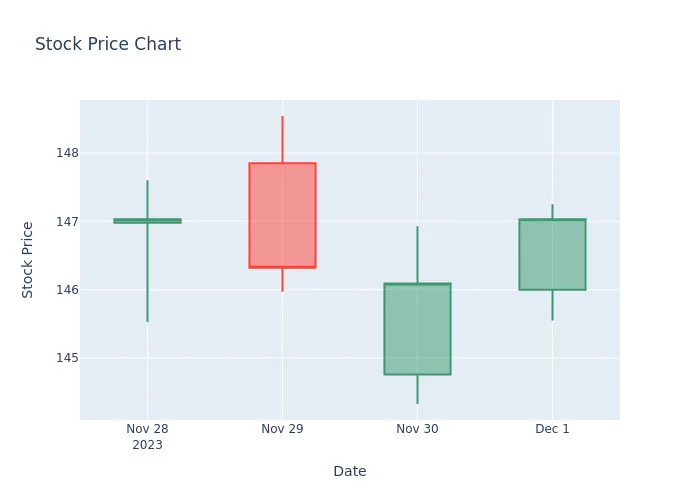 Stock Price Chart
148
147
146
145
Stock Price
Nov 28
2023
Nov 29
Nov 30
Dec 1
Date